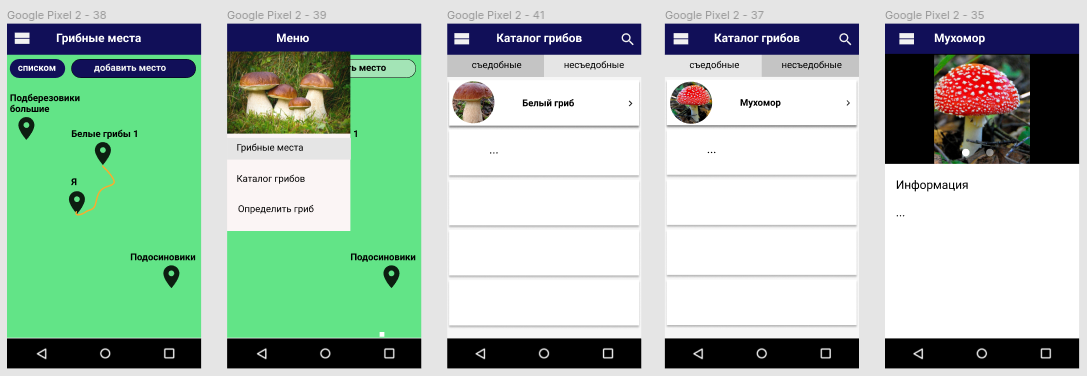 Google Pixel 2 - 38
Грибные места
списком
добавить место
Подберезовики
большие
Белые грибы 1
Я
Подосиновики
Google Pixel 2 - 39
Меню
ть место
1
Грибные места
Каталог грибов
Определить гриб
Подосиновики
Google Pixel 2 - 41
Каталог грибов
съедобные
несъедобные
Белый гриб
...
Google Pixel 2 - 37
Каталог грибов
съедобные
несъедобные
Мухомор
...
Google Pixel 2 - 35
Мухомор
Информация
...